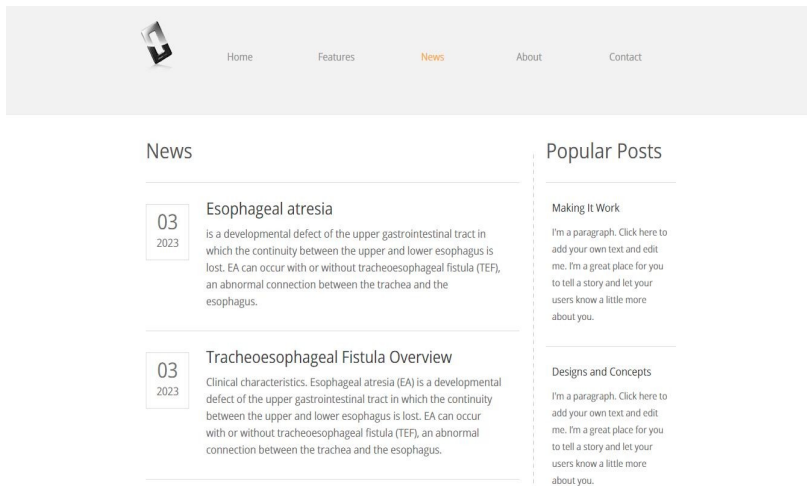 Home Features News About Contact
News
03
2023
Esophageal atresia
is a developmental defect of the upper gastrointestinal tract in
which the continuity between the upper and lower esophagus is
lost. EA can occur with or without tracheoesophageal fistula (TEF),
an abnormal connection between the trachea and the
esophagus.
03
2023
Tracheoesophageal Fistula Overview
Clinical characteristics. Esophageal atresia (EA) is a developmental
defect of the upper gastrointestinal tract in which the continuity
between the upper and lower esophagus is lost. EA can occur
with or without tracheoesophageal fistula (TEF), an abnormal
connection between the trachea and the esophagus.
Popular Posts
Making It Work
I'm a paragraph. Click here to
add your own text and edit
me. I'm a great place for you
to tell a story and let your
users know a little more
about you.
Designs and Concepts
I'm a paragraph. Click here to
add your own text and edit
me. I'm a great place for you
to tell a story and let your
users know a little more
about you.